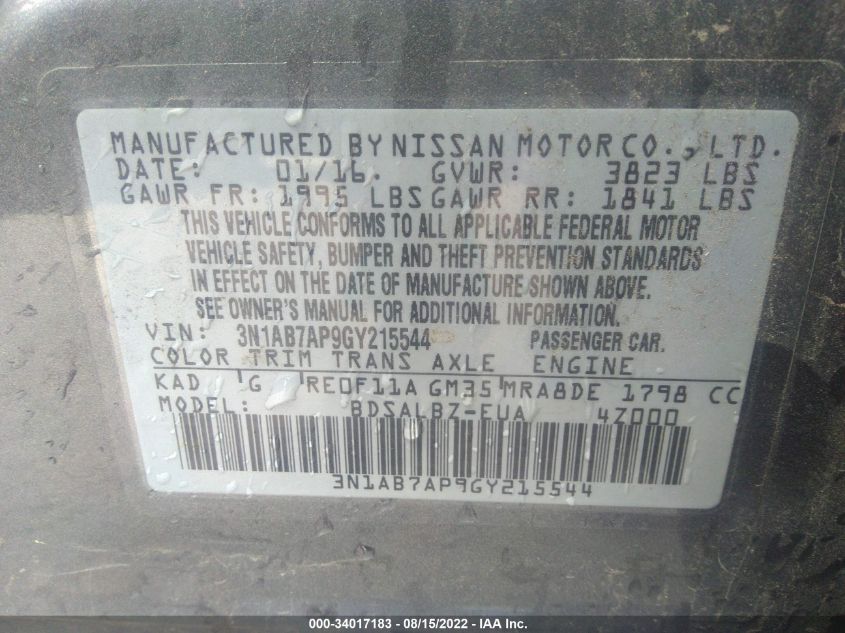 MANUFACTURED BY NISSAN MOTOR CO., LTD.
DATE: 01/16. GVWR: 3823 LBS
GAWR FR: 1995 LBS GAWR RR: 1841 LBS
THIS VEHICLE CONFORMS TO ALL APPLICABLE FEDERAL MOTOR
VEHICLE SAFETY, BUMPER AND THEFT PREVENTION STANDARDS
IN EFFECT ON THE DATE OF MANUFACTURE SHOWN ABOVE.
SEE OWNER'S MANUAL FOR ADDITIONAL INFORMATION.
VIN: 3N1AB7AP9GY215544 PASSENGER CAR.
COLOR TRIM TRANS AXLE ENGINE
KAD G RE0F11A GM35 MRA8DE 1798 CC
MODEL: BDSALBZ-EUA 4Z000
3N1AB7AP9GY215544
000-34017183 - 08/15/2022 - IAA Inc.